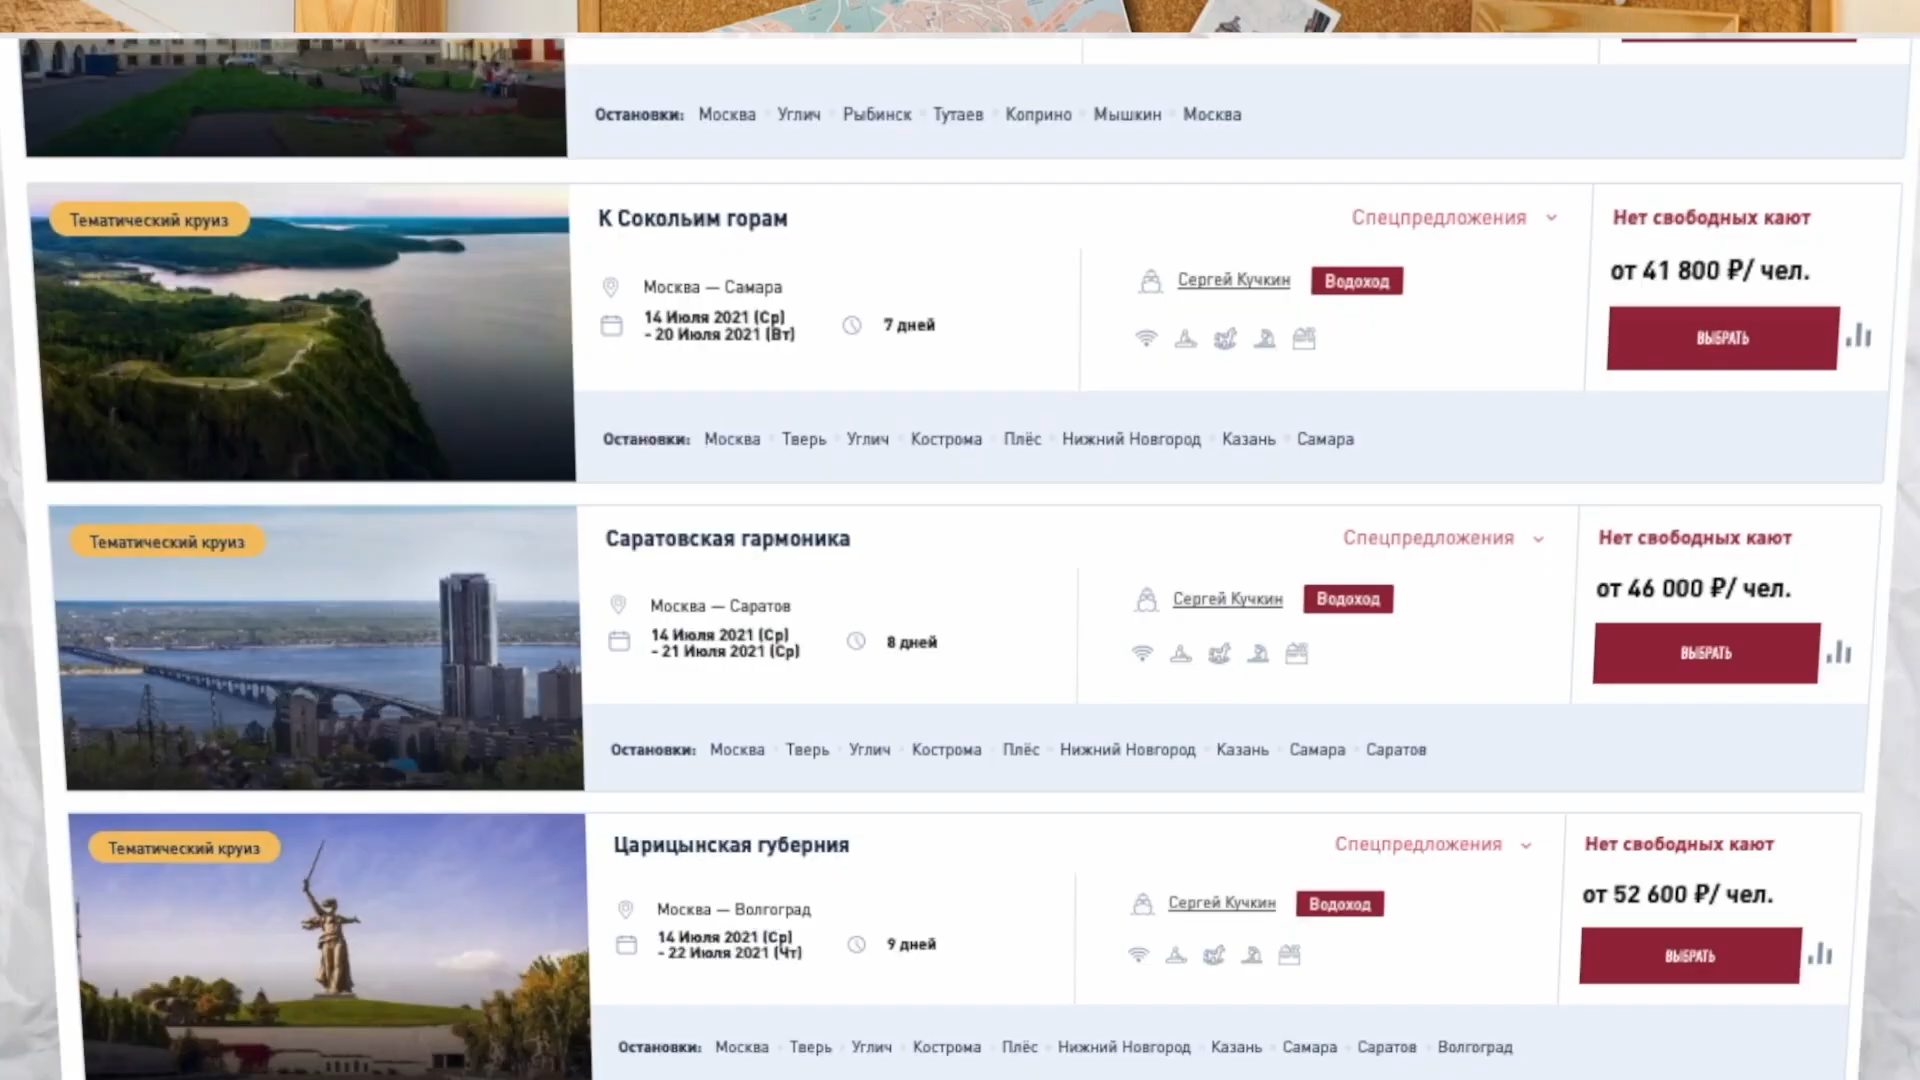 Остановки: Москва Углич Рыбинск Тутаев Коприно Мышкин Москва
Тематический круиз
К Сокольим горам
Спецпредложения
Нет свободных кают
Москва — Самара
14 Июля 2021 (Ср)
- 20 Июля 2021 (Вт)
7 дней
Сергей Кучкин
Водоход
от 41 800 ₽/ чел.
ВЫБРАТЬ
Остановки: Москва Тверь Углич Кострома Плёс Нижний Новгород Казань Самара
Тематический круиз
Саратовская гармоника
Спецпредложения
Нет свободных кают
Москва — Саратов
14 Июля 2021 (Ср)
- 21 Июля 2021 (Ср)
8 дней
Сергей Кучкин
Водоход
от 46 000 ₽/ чел.
ВЫБРАТЬ
Остановки: Москва Тверь Углич Кострома Плёс Нижний Новгород Казань Самара Саратов
Тематический круиз
Царицынская губерния
Спецпредложения
Нет свободных кают
Москва — Волгоград
14 Июля 2021 (Ср)
- 22 Июля 2021 (Чт)
9 дней
Сергей Кучкин
Водоход
от 52 600 ₽/ чел.
ВЫБРАТЬ
Остановки: Москва Тверь Углич Кострома Плёс Нижний Новгород Казань Самара Саратов Волгоград